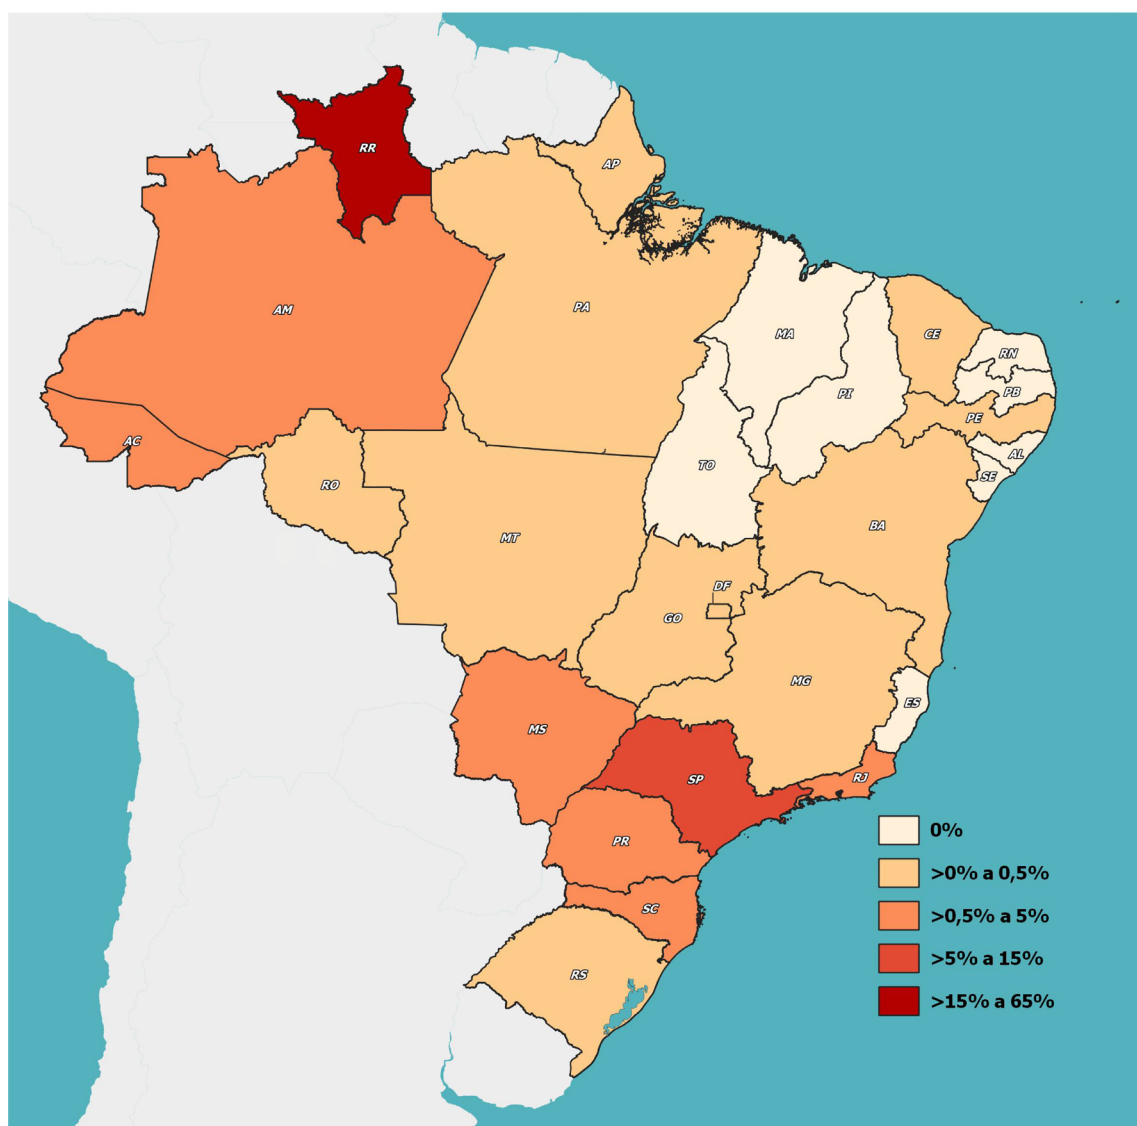 RR
AP
AM
PA
MA
CE
RN
PB
PI
PE
AC
AL
TO
SE
RO
BA
MT
DF
GO
MG
ES
MS
SP
RJ
PR
SC
RS
0%
>0% a 0,5%
>0,5% a 5%
>5% a 15%
>15% a 65%